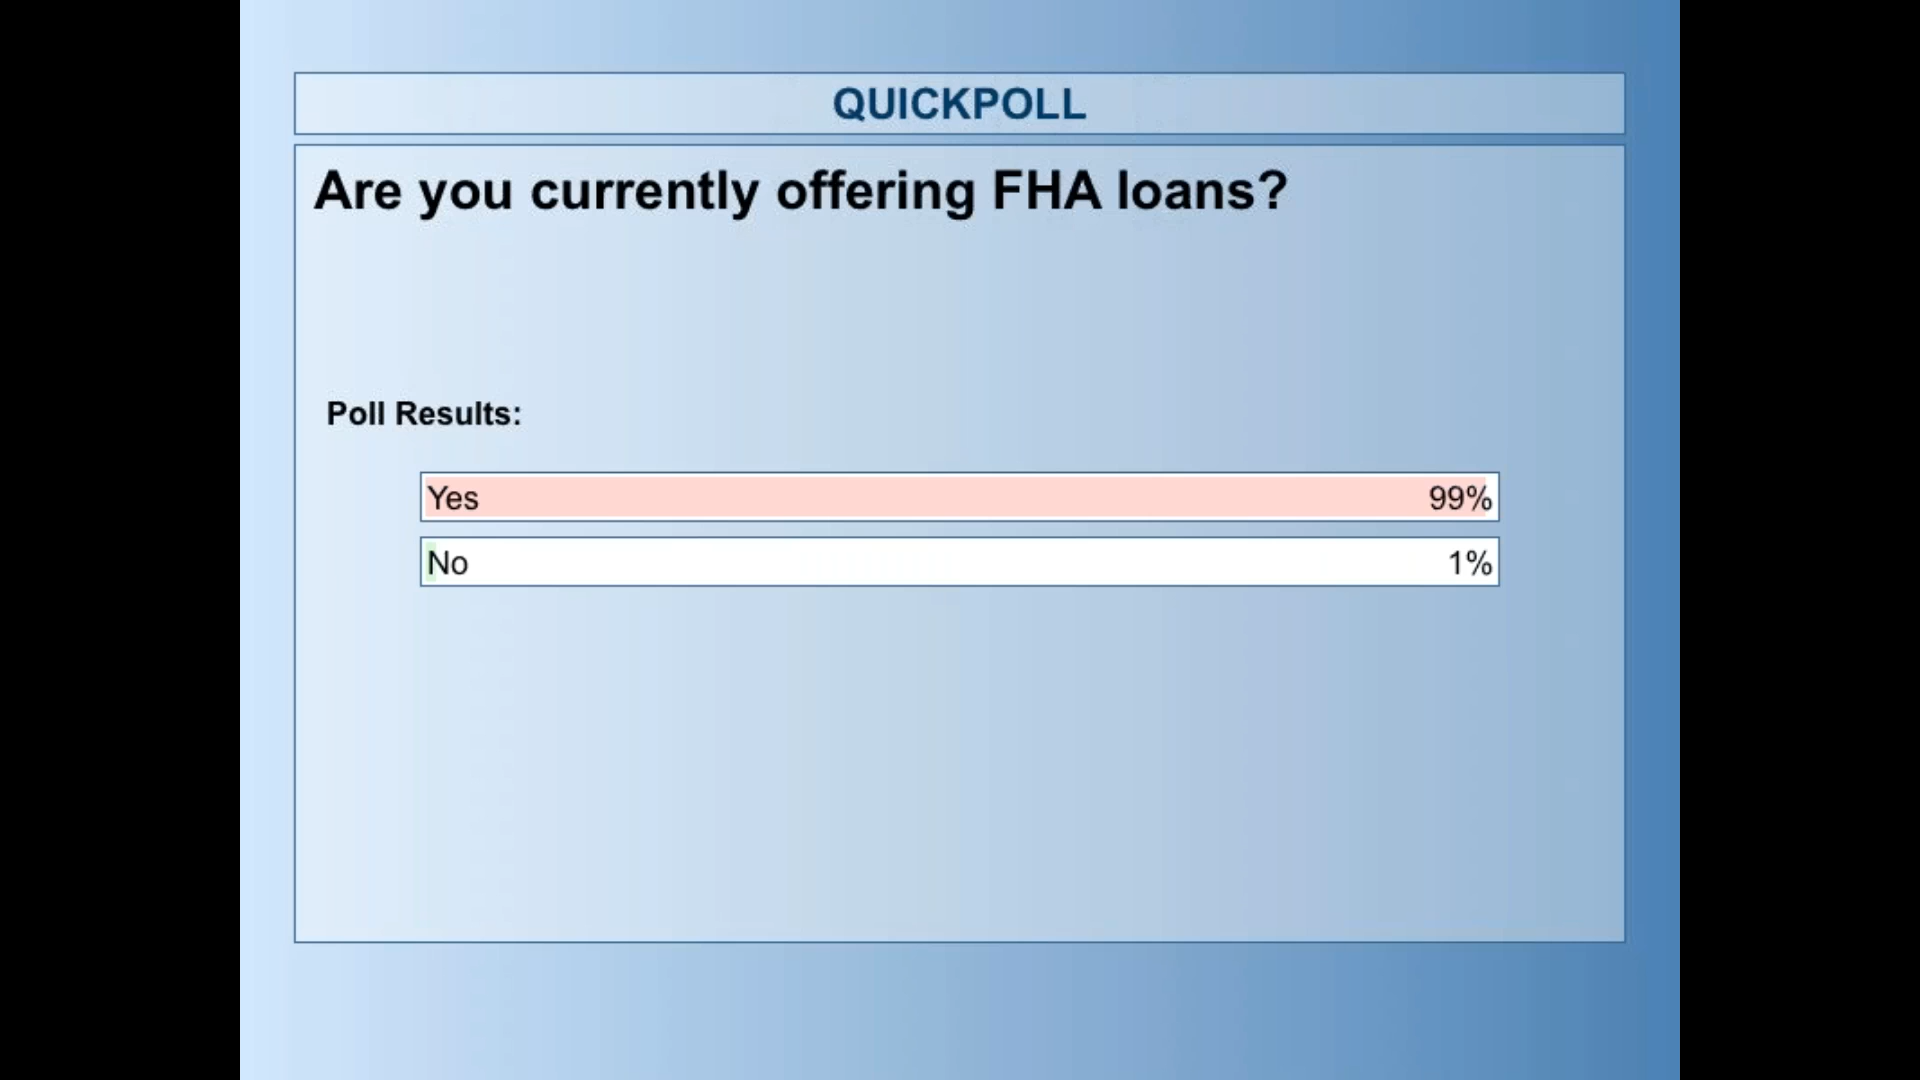 QUICKPOLL
Are you currently offering FHA loans?
Poll Results:
Yes 99%
No 1%